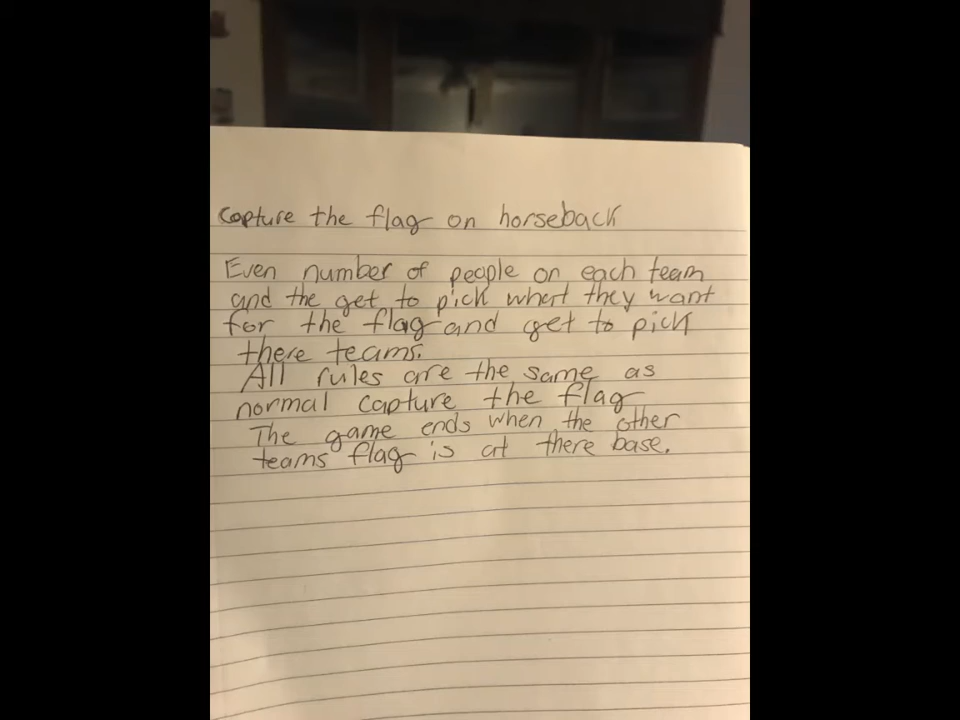 Capture the flag on horseback
Even number of people on each team
and the get to pick whert they want
for the flag and get to pick
there teams.
All rules are the same as
normal capture the flag
The game ends when the other
teams flag is at there base.